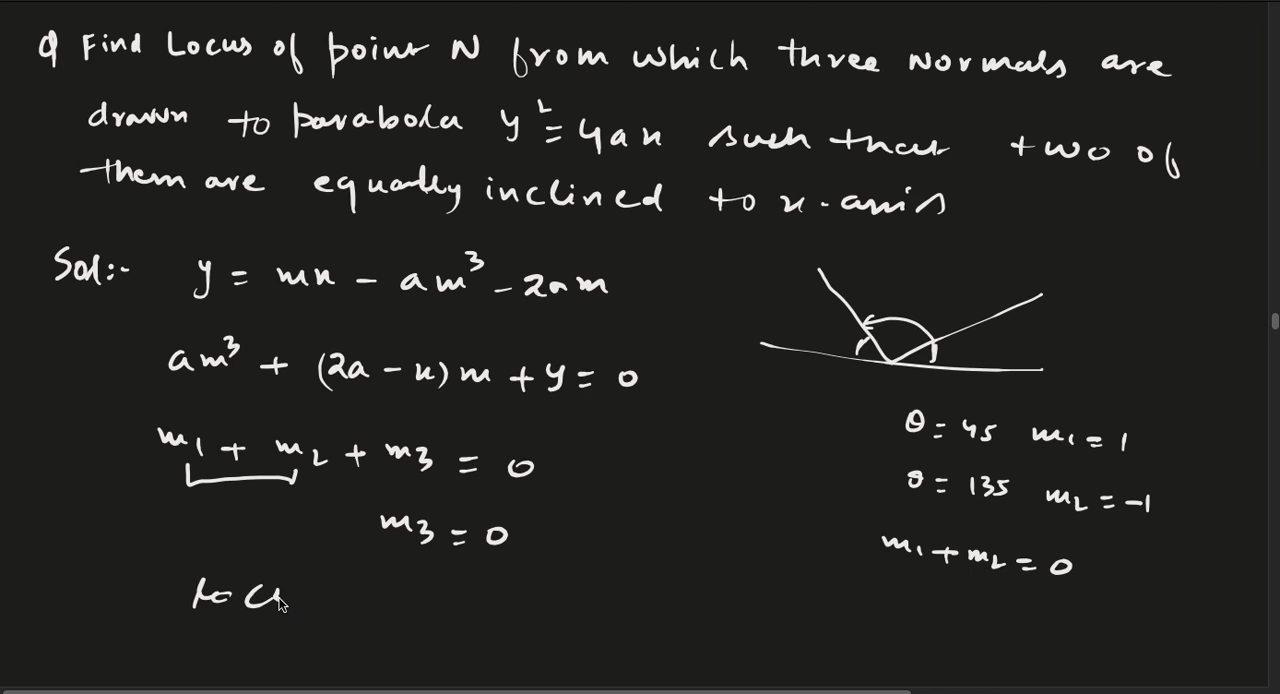 Q Find Locus of point N from which three Normals are
drawn to parabola y² = 4ax such that two of
them are equally inclined to x-axis
Sol:- y = mx - am³ - 2am
am³ + (2a - x)m + y = 0
m₁ + m₂ + m₃ = 0
m₃ = 0
θ = 45 m₁ = 1
θ = 135 m₂ = -1
m₁ + m₂ = 0